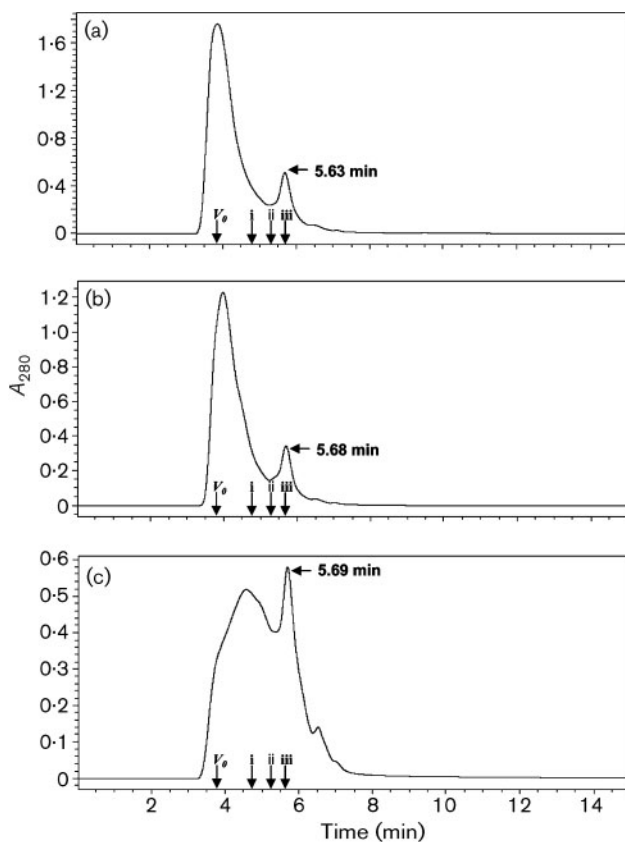 (a)
1·6
1·2
0·8
0·4
0
5.63 min
V₀ i ii iii
(b)
1·2
1·0
0·8
0·6
0·4
0·2
0
5.68 min
V₀ i ii iii
A₂₈₀
(c)
0·6
0·5
0·4
0·3
0·2
0·1
0
5.69 min
V₀ i ii iii
2 4 6 8 10 12 14
Time (min)